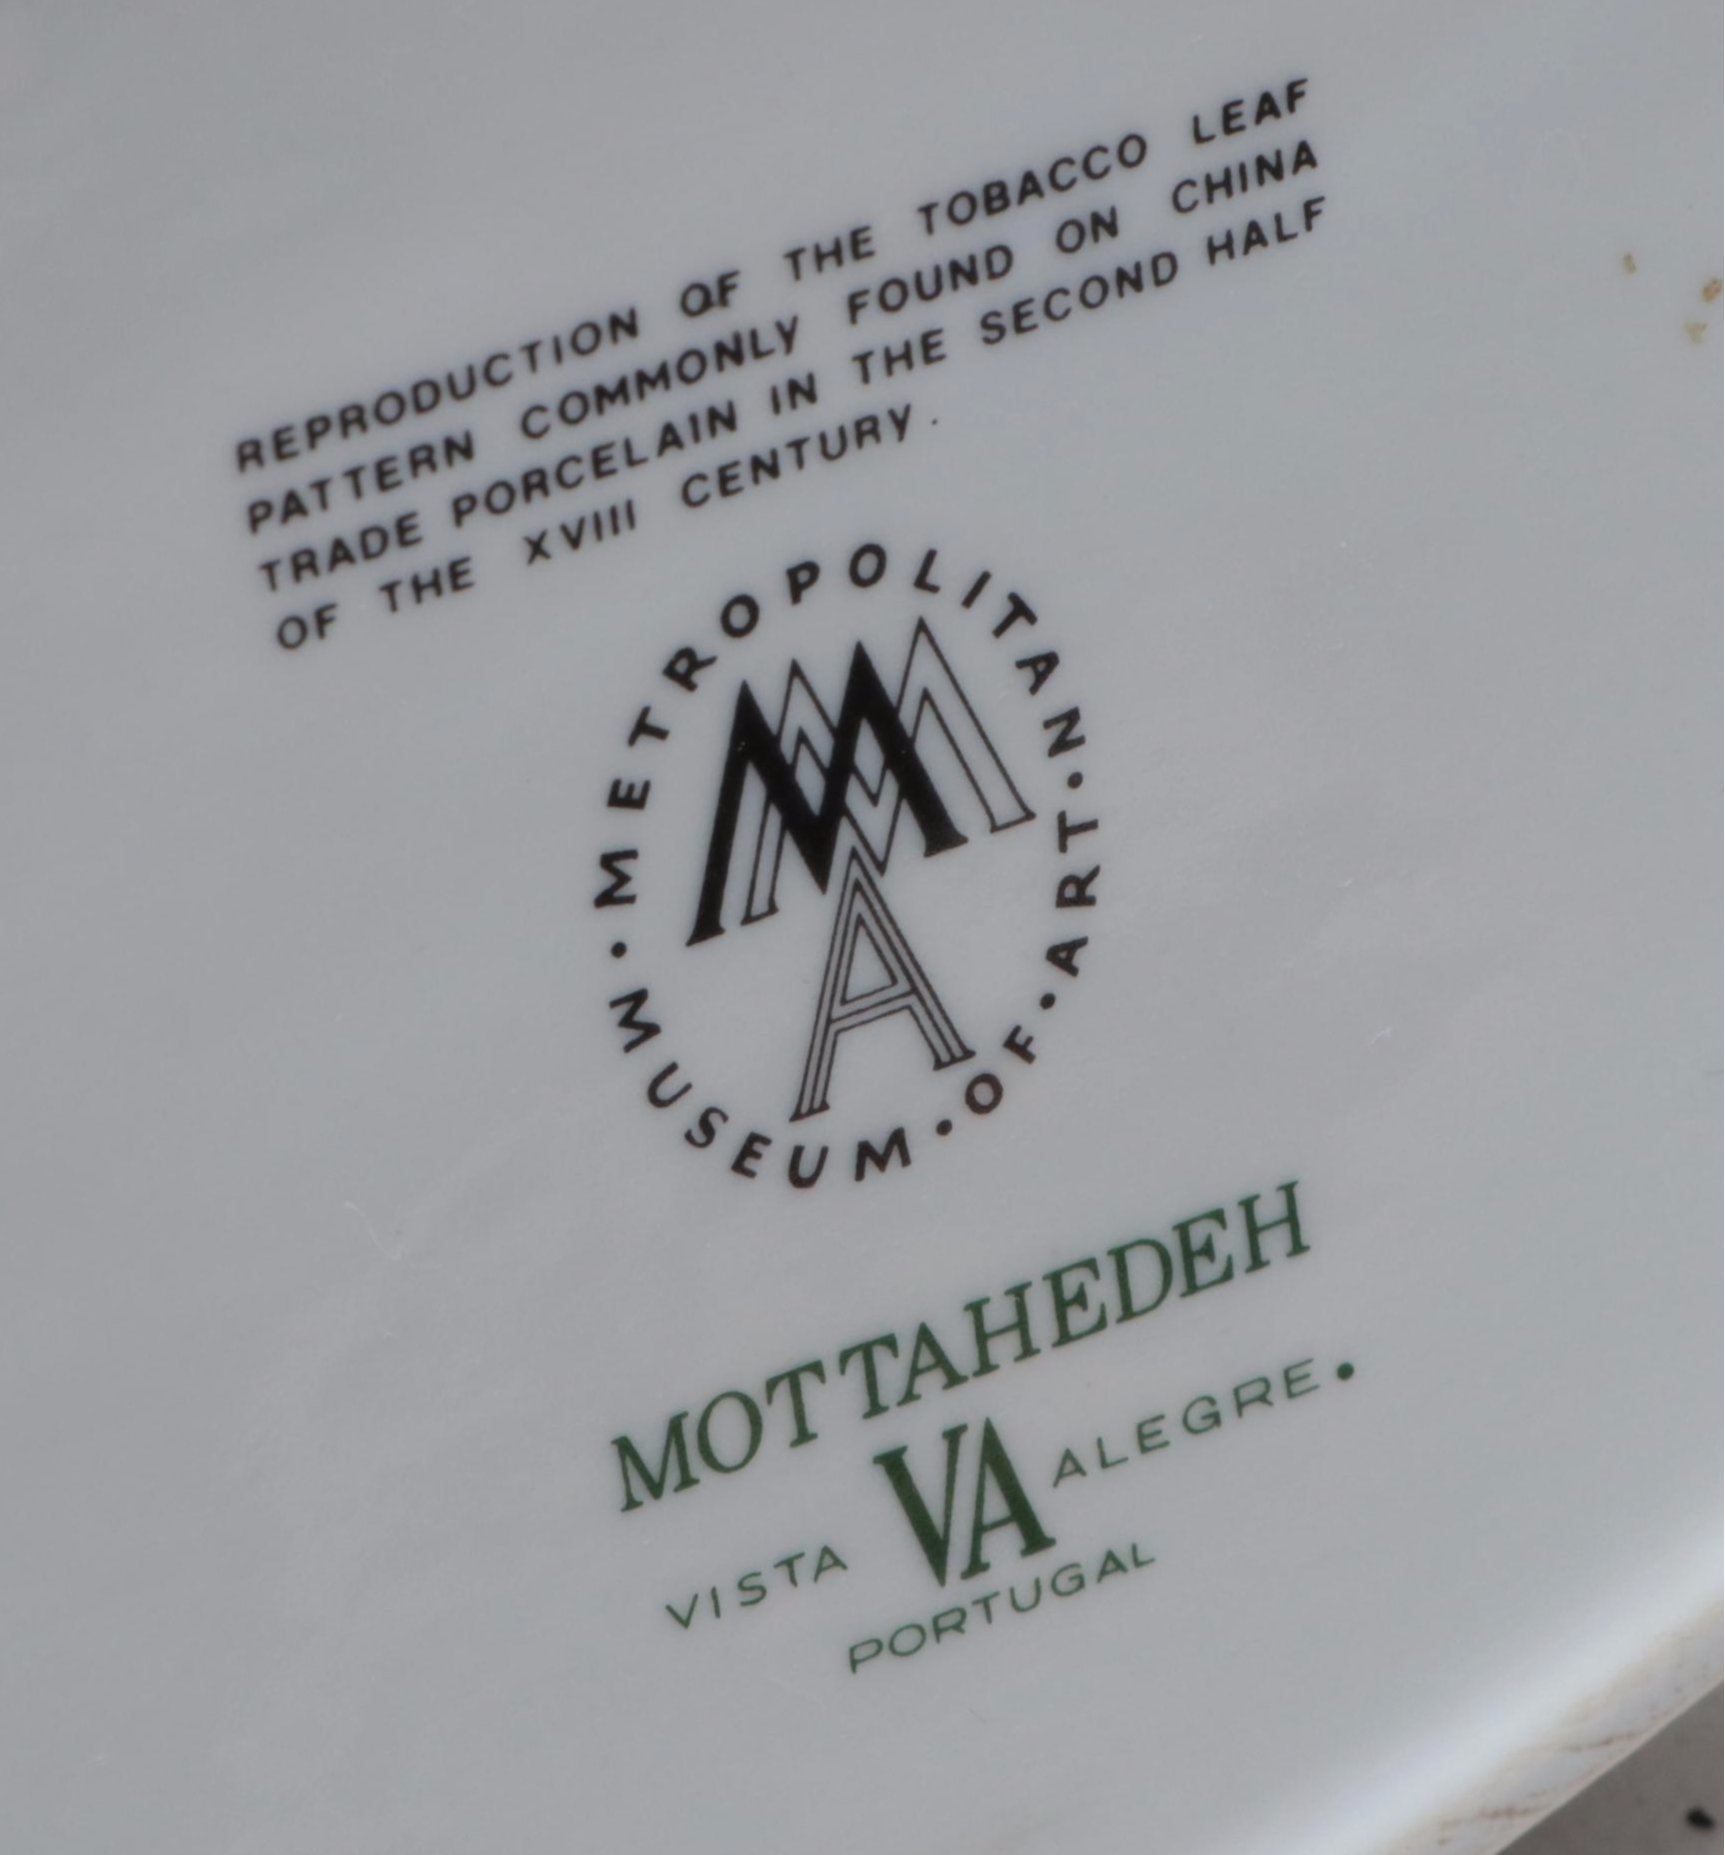 REPRODUCTION OF THE TOBACCO LEAF
PATTERN COMMONLY FOUND ON CHINA
TRADE PORCELAIN IN THE SECOND HALF
OF THE XVIII CENTURY.
• METROPOLITAN • MUSEUM • OF • ART
MMA
MOTTAHEDEH
VISTA VA ALEGRE •
PORTUGAL